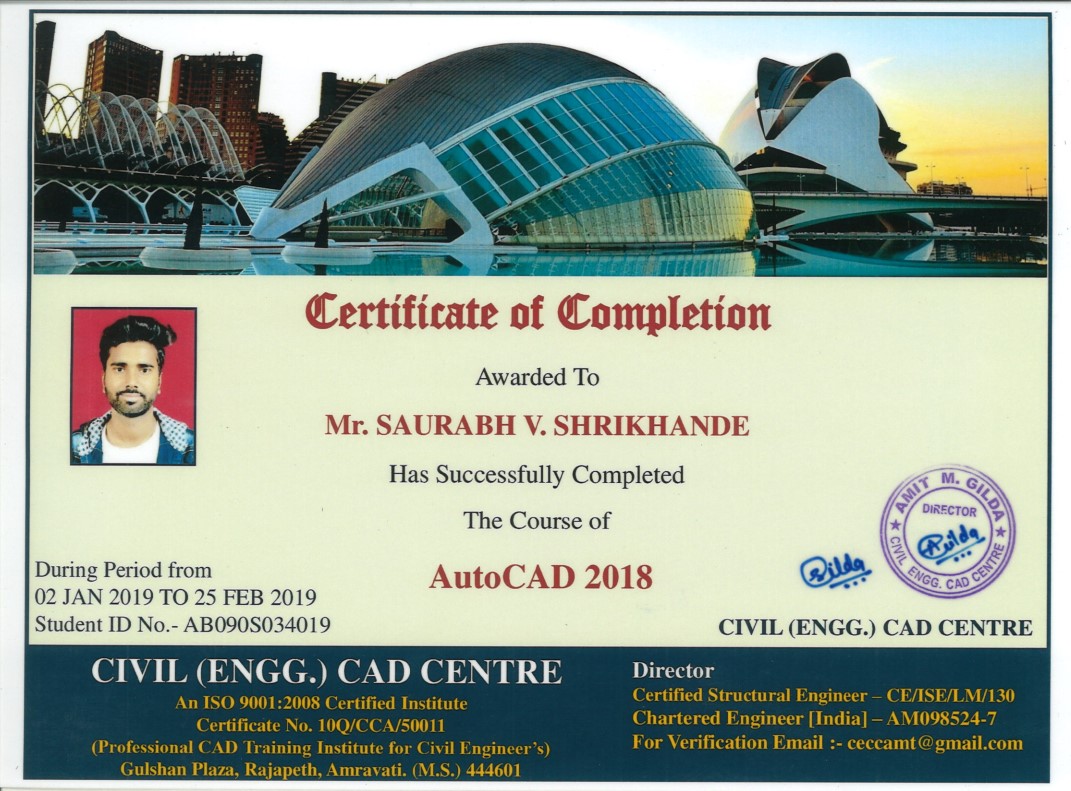 Certificate of Completion
Awarded To
Mr. SAURABH V. SHRIKHANDE
Has Successfully Completed
The Course of
AutoCAD 2018
During Period from
02 JAN 2019 TO 25 FEB 2019
Student ID No.- AB090S034019
AMIT M. GILDA
DIRECTOR
Gilda
CIVIL ENGG. CAD CENTRE
Gilda
CIVIL (ENGG.) CAD CENTRE
CIVIL (ENGG.) CAD CENTRE
An ISO 9001:2008 Certified Institute
Certificate No. 10Q/CCA/50011
(Professional CAD Training Institute for Civil Engineer's)
Gulshan Plaza, Rajapeth, Amravati. (M.S.) 444601
Director
Certified Structural Engineer – CE/ISE/LM/130
Chartered Engineer [India] – AM098524-7
For Verification Email :- ceccamt@gmail.com